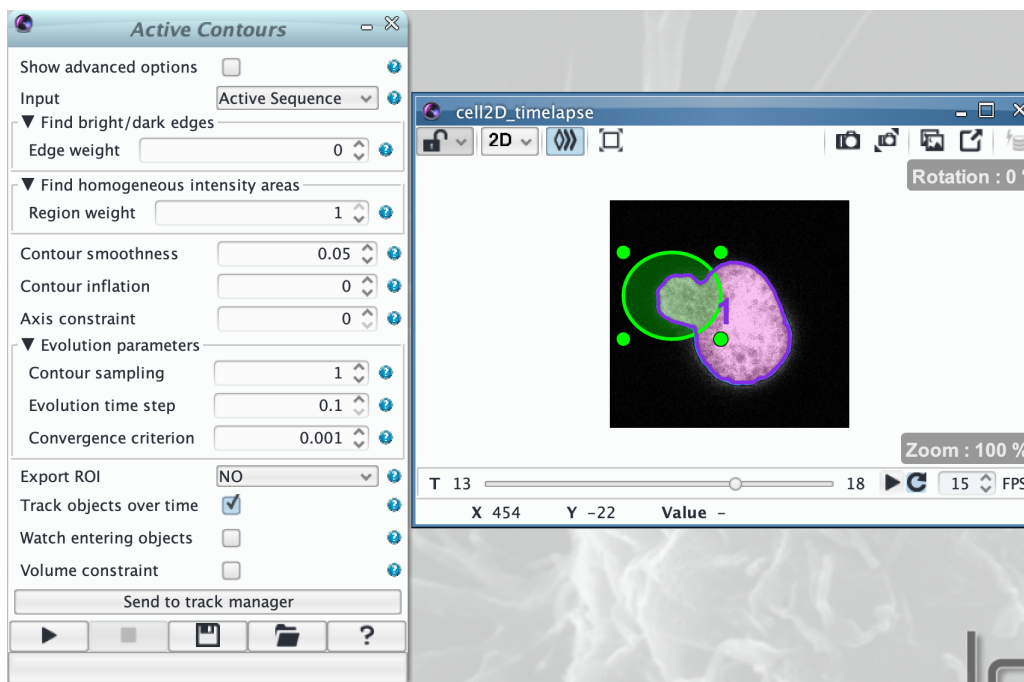 Active Contours
Show advanced options
Input Active Sequence
▼ Find bright/dark edges
Edge weight 0
▼ Find homogeneous intensity areas
Region weight 1
Contour smoothness 0.05
Contour inflation 0
Axis constraint 0
▼ Evolution parameters
Contour sampling 1
Evolution time step 0.1
Convergence criterion 0.001
Export ROI NO
Track objects over time
Watch entering objects
Volume constraint
Send to track manager
?
cell2D_timelapse
2D
Rotation : 0 °
1
Zoom : 100 %
T 13 18 15 FPS
X 454 Y -22 Value -